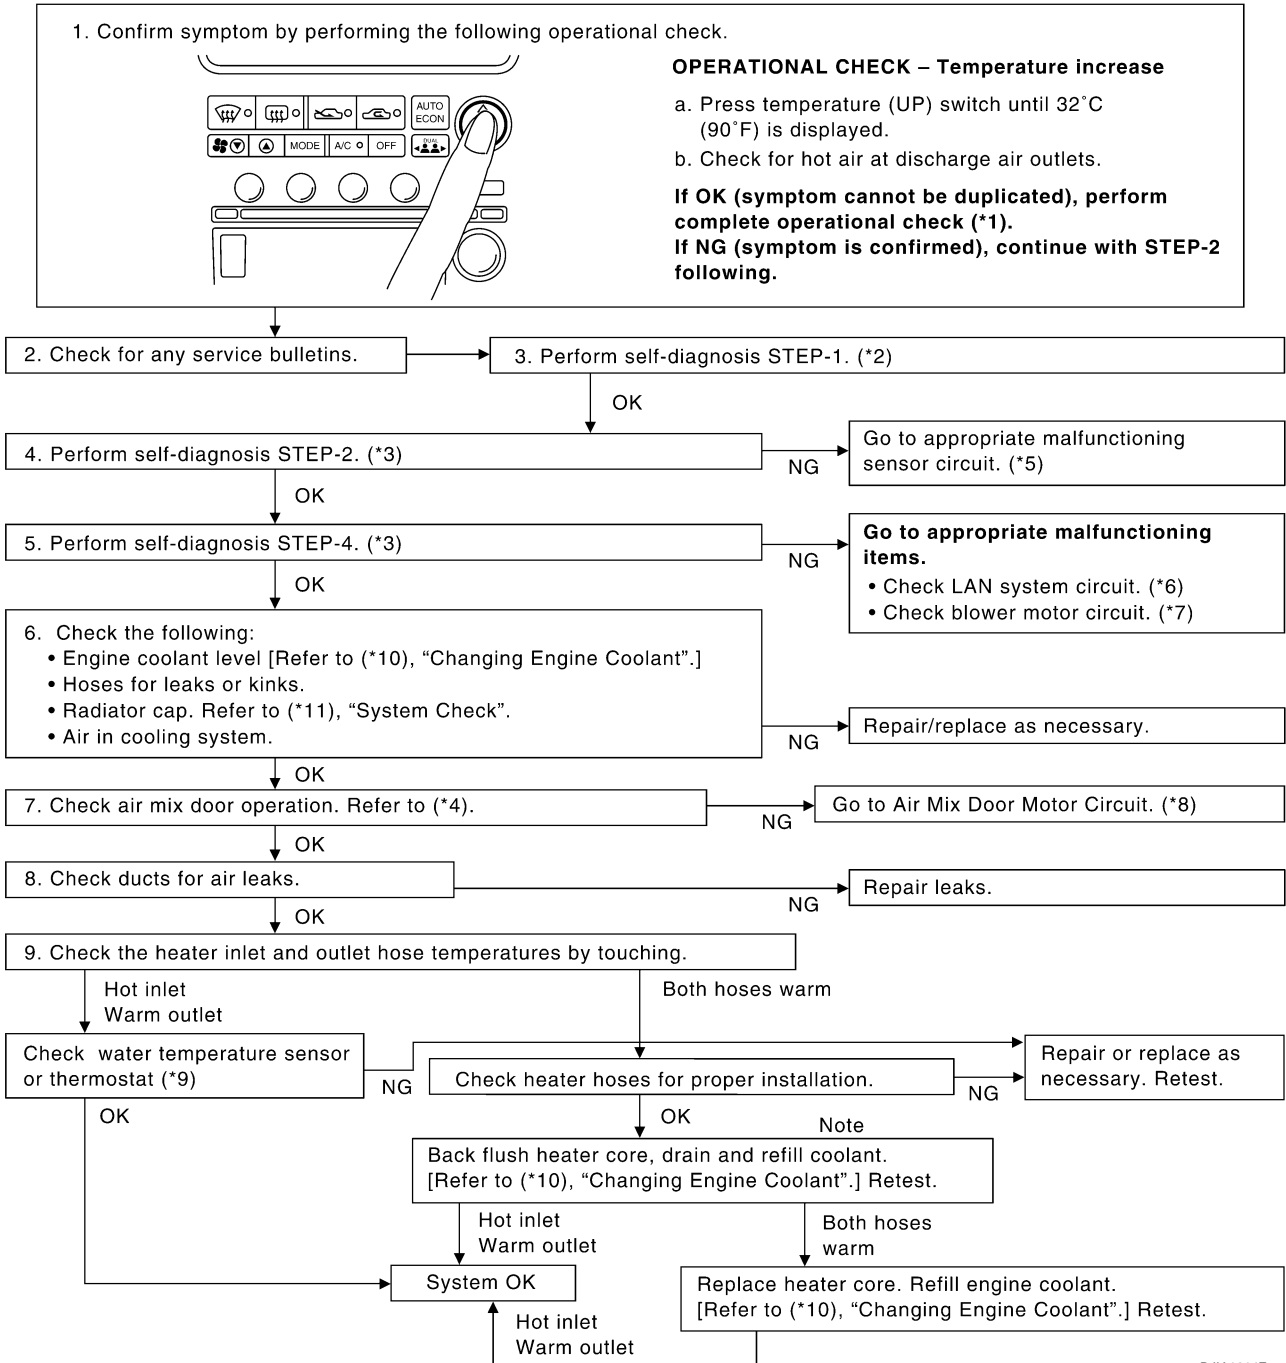 1. Confirm symptom by performing the following operational check.
AUTO
ECON
MODE
A/C
OFF
DUAL
OPERATIONAL CHECK – Temperature increase
a. Press temperature (UP) switch until 32˚C
(90˚F) is displayed.
b. Check for hot air at discharge air outlets.
If OK (symptom cannot be duplicated), perform
complete operational check (*1).
If NG (symptom is confirmed), continue with STEP-2
following.
2. Check for any service bulletins.
3. Perform self-diagnosis STEP-1. (*2)
OK
4. Perform self-diagnosis STEP-2. (*3)
NG
Go to appropriate malfunctioning
sensor circuit. (*5)
OK
5. Perform self-diagnosis STEP-4. (*3)
NG
Go to appropriate malfunctioning
items.
• Check LAN system circuit. (*6)
• Check blower motor circuit. (*7)
OK
6. Check the following:
• Engine coolant level [Refer to (*10), “Changing Engine Coolant”.]
• Hoses for leaks or kinks.
• Radiator cap. Refer to (*11), “System Check”.
• Air in cooling system.
NG
Repair/replace as necessary.
OK
7. Check air mix door operation. Refer to (*4).
NG
Go to Air Mix Door Motor Circuit. (*8)
OK
8. Check ducts for air leaks.
NG
Repair leaks.
OK
9. Check the heater inlet and outlet hose temperatures by touching.
Hot inlet
Warm outlet
Both hoses warm
Check water temperature sensor
or thermostat (*9)
NG
OK
Check heater hoses for proper installation.
NG
Repair or replace as
necessary. Retest.
OK
Note
Back flush heater core, drain and refill coolant.
[Refer to (*10), “Changing Engine Coolant”.] Retest.
Hot inlet
Warm outlet
Both hoses
warm
System OK
Replace heater core. Refill engine coolant.
[Refer to (*10), “Changing Engine Coolant”.] Retest.
Hot inlet
Warm outlet